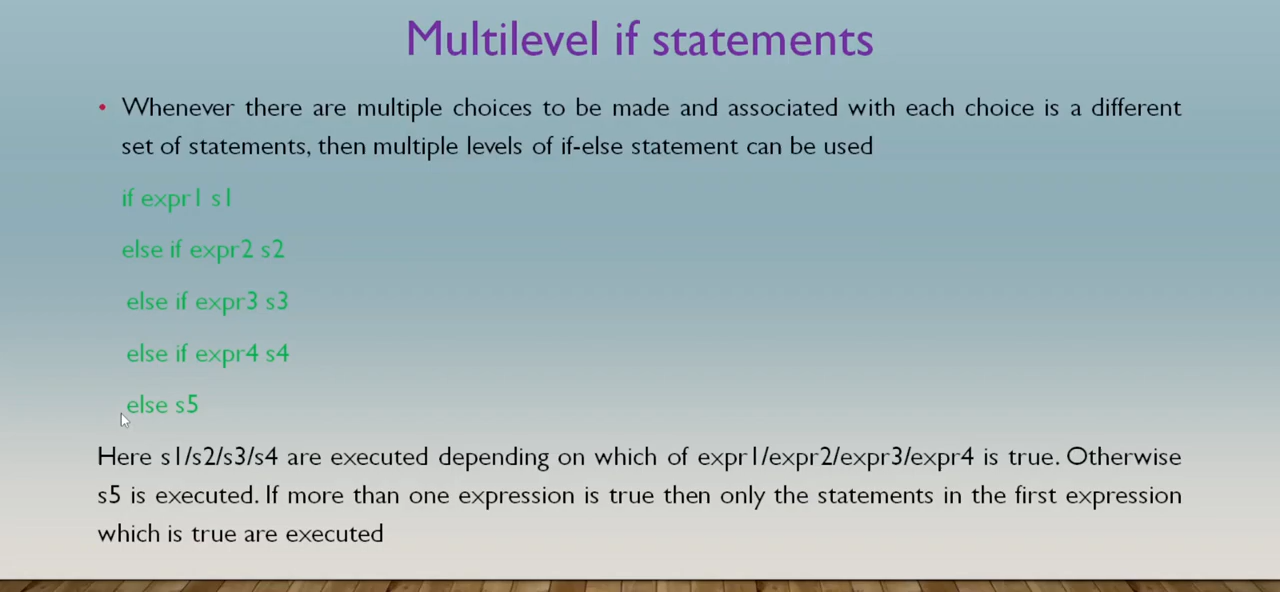 Multilevel if statements
• Whenever there are multiple choices to be made and associated with each choice is a different
set of statements, then multiple levels of if-else statement can be used
if expr1 s1
else if expr2 s2
else if expr3 s3
else if expr4 s4
else s5
Here s1/s2/s3/s4 are executed depending on which of expr1/expr2/expr3/expr4 is true. Otherwise
s5 is executed. If more than one expression is true then only the statements in the first expression
which is true are executed